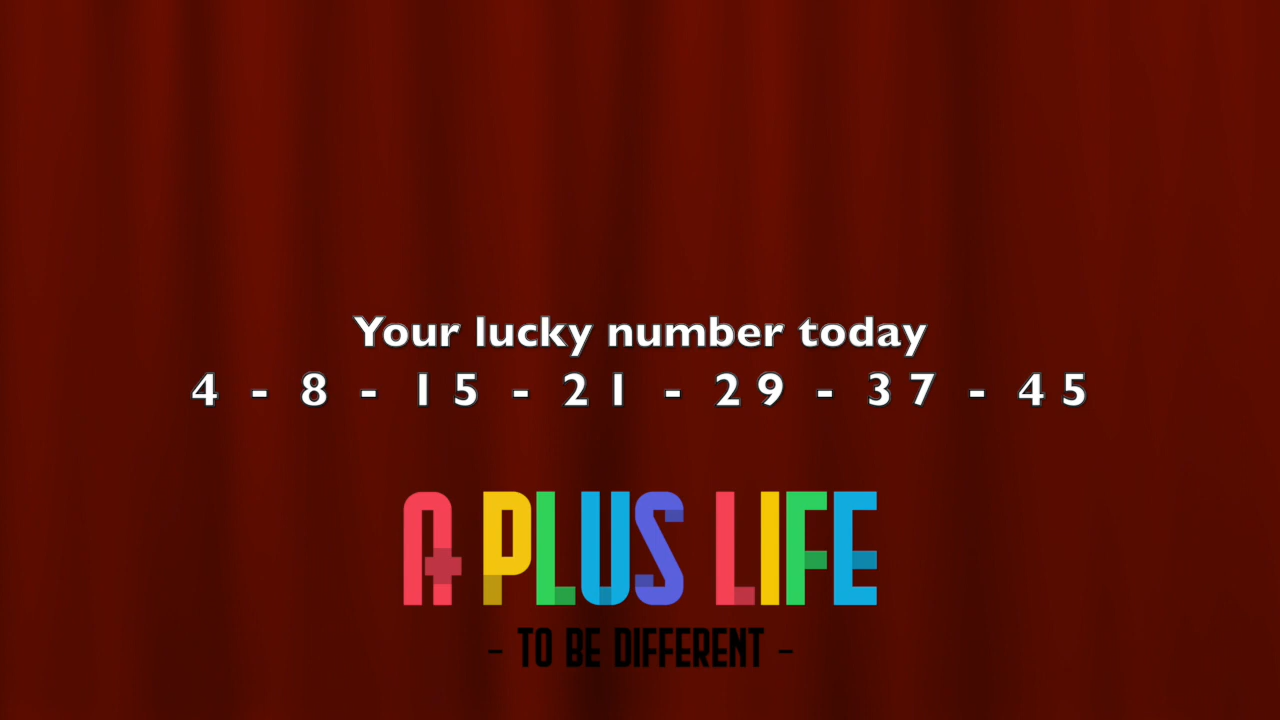 Your lucky number today
4 - 8 - 15 - 21 - 29 - 37 - 45
A PLUS LIFE
- TO BE DIFFERENT -